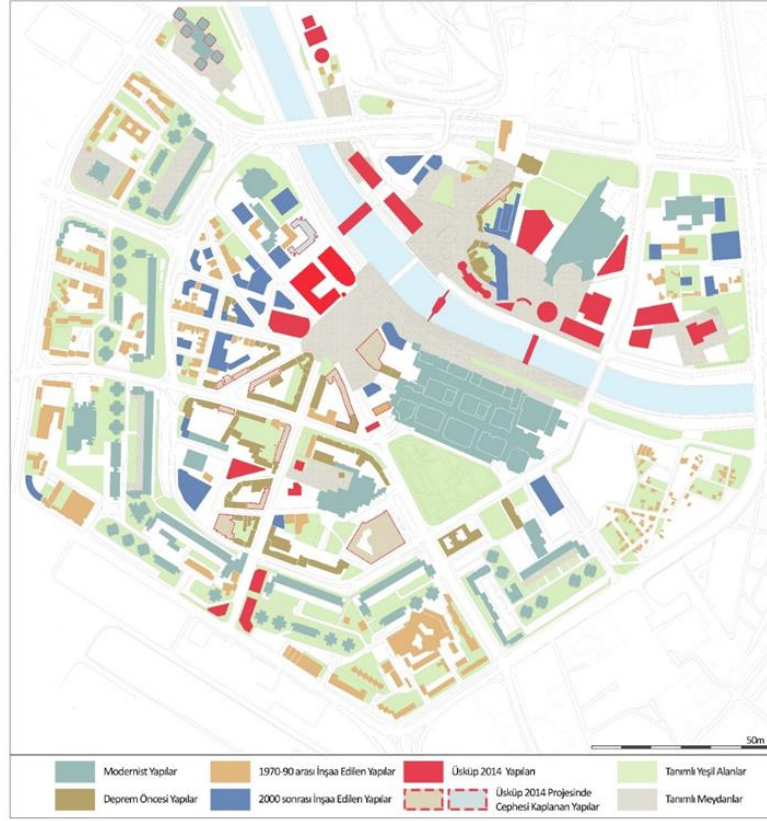 50m
Modernist Yapılar
1970-90 arası İnşaa Edilen Yapılar
Üsküp 2014 Yapıları
Tanımlı Yeşil Alanlar
Deprem Öncesi Yapılar
2000 sonrası İnşaa Edilen Yapılar
Üsküp 2014 Projesinde
Cephesi Kaplanan Yapılar
Tanımlı Meydanlar